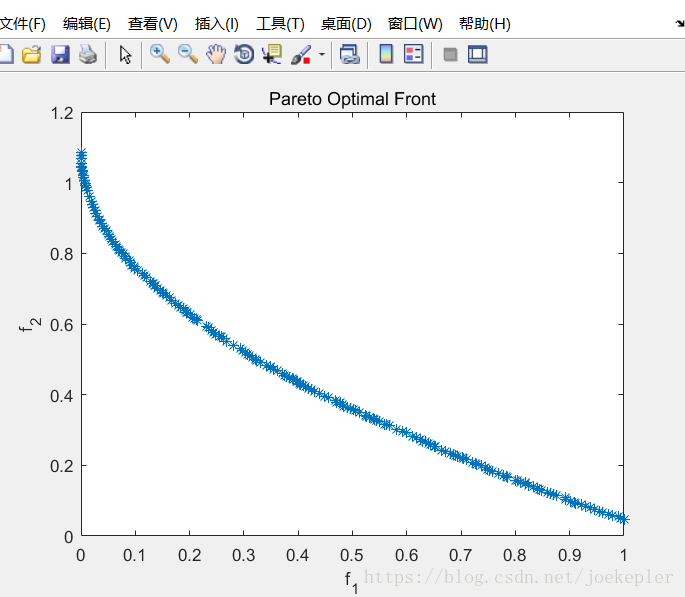 文件(F) 编辑(E) 查看(V) 插入(I) 工具(T) 桌面(D) 窗口(W) 帮助(H)
Pareto Optimal Front
1.2
1
0.8
0.6
0.4
0.2
0
f2
0 0.1 0.2 0.3 0.4 0.5 0.6 0.7 0.8 0.9 1
f1
https://blog.csdn.net/joekepler